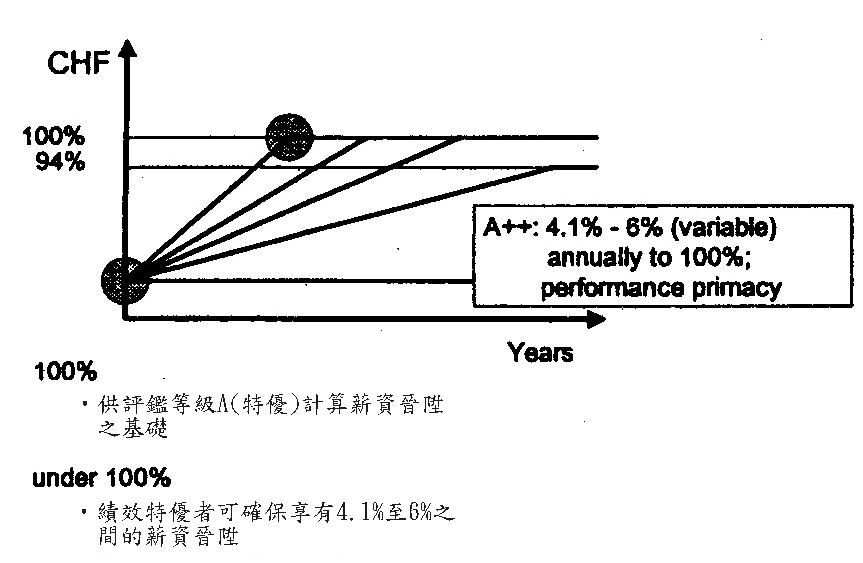 CHF
100%
94%
A++: 4.1% - 6% (variable)
annually to 100%;
performance primacy
Years
100%
・供評鑑等級A(特優)計算薪資晉陞
之基礎
under 100%
・績效特優者可確保享有4.1%至6%之
間的薪資晉陞